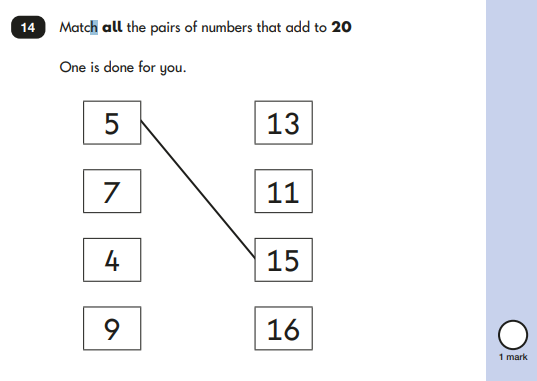 14 Match all the pairs of numbers that add to 20
One is done for you.
5 13
7 11
4 15
9 16
1 mark